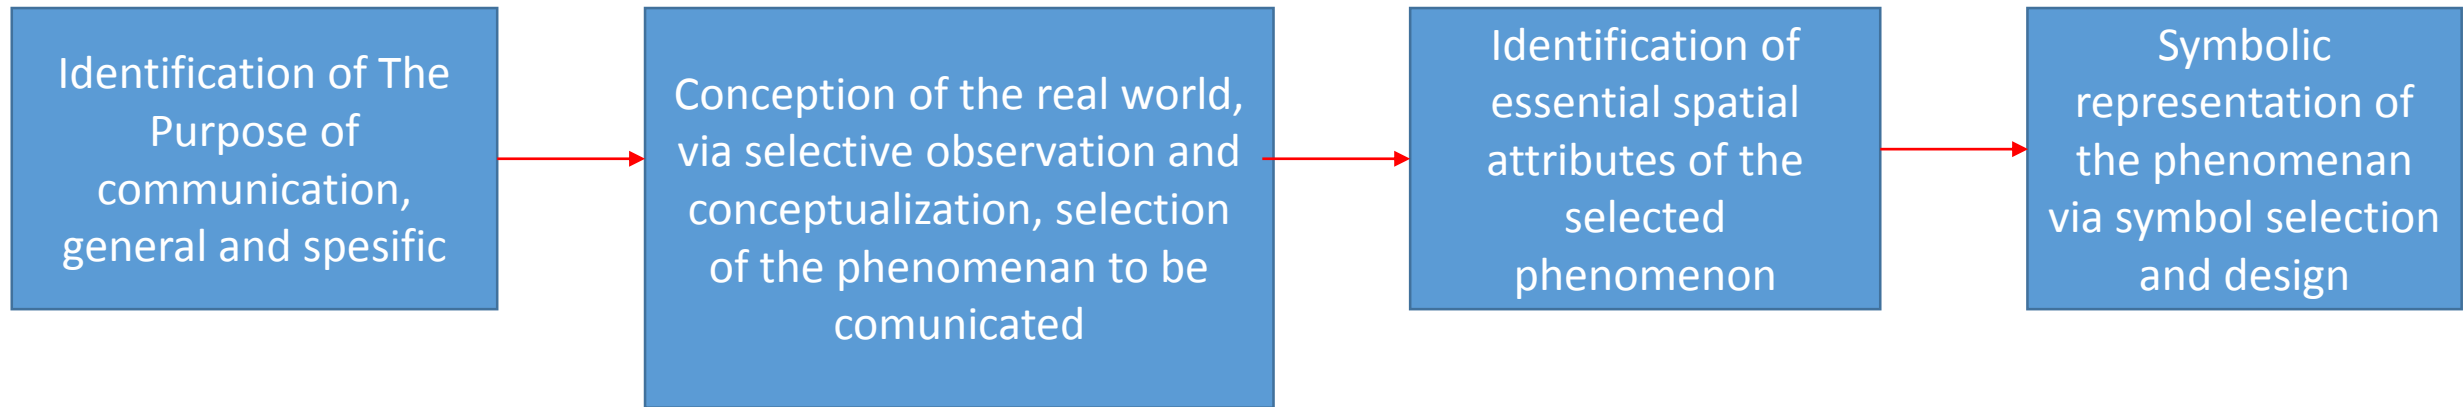 Identification of The
Purpose of
communication,
general and spesific
Conception of the real world,
via selective observation and
conceptualization, selection
of the phenomenan to be
comunicated
Identification of
essential spatial
attributes of the
selected
phenomenon
Symbolic
representation of
the phenomenan
via symbol selection
and design